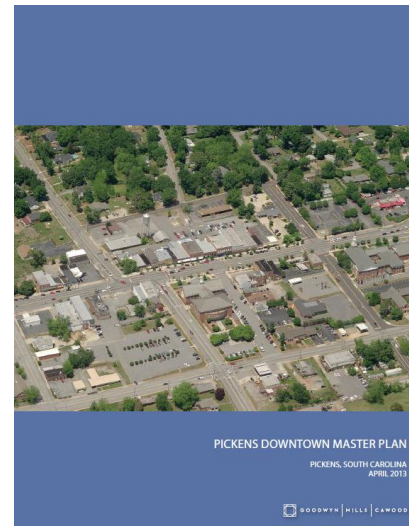 PICKENS DOWNTOWN MASTER PLAN
PICKENS, SOUTH CAROLINA
APRIL 2013
GOODWYN | MILLS | CAWOOD